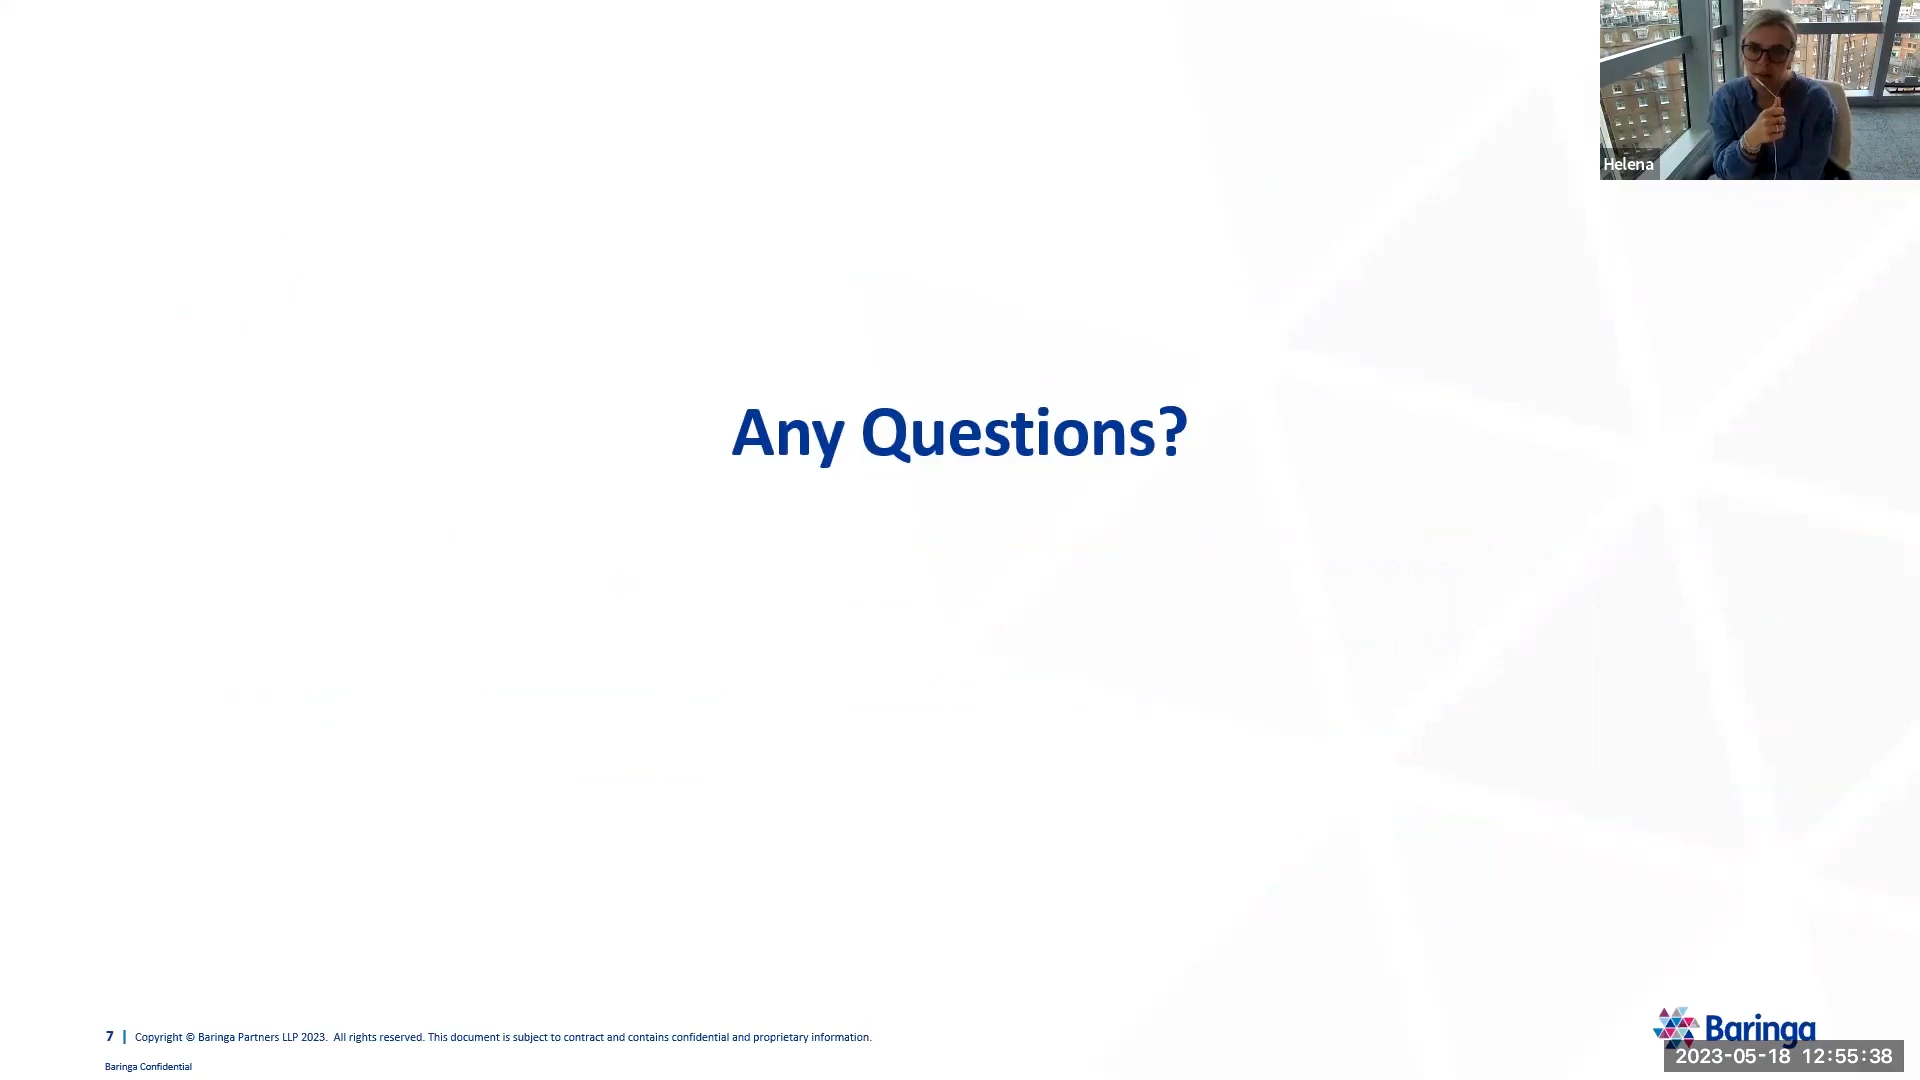 Helena
Any Questions?
7 | Copyright © Baringa Partners LLP 2023. All rights reserved. This document is subject to contract and contains confidential and proprietary information.
Baringa Confidential
Baringa
2023-05-18 12:55:38